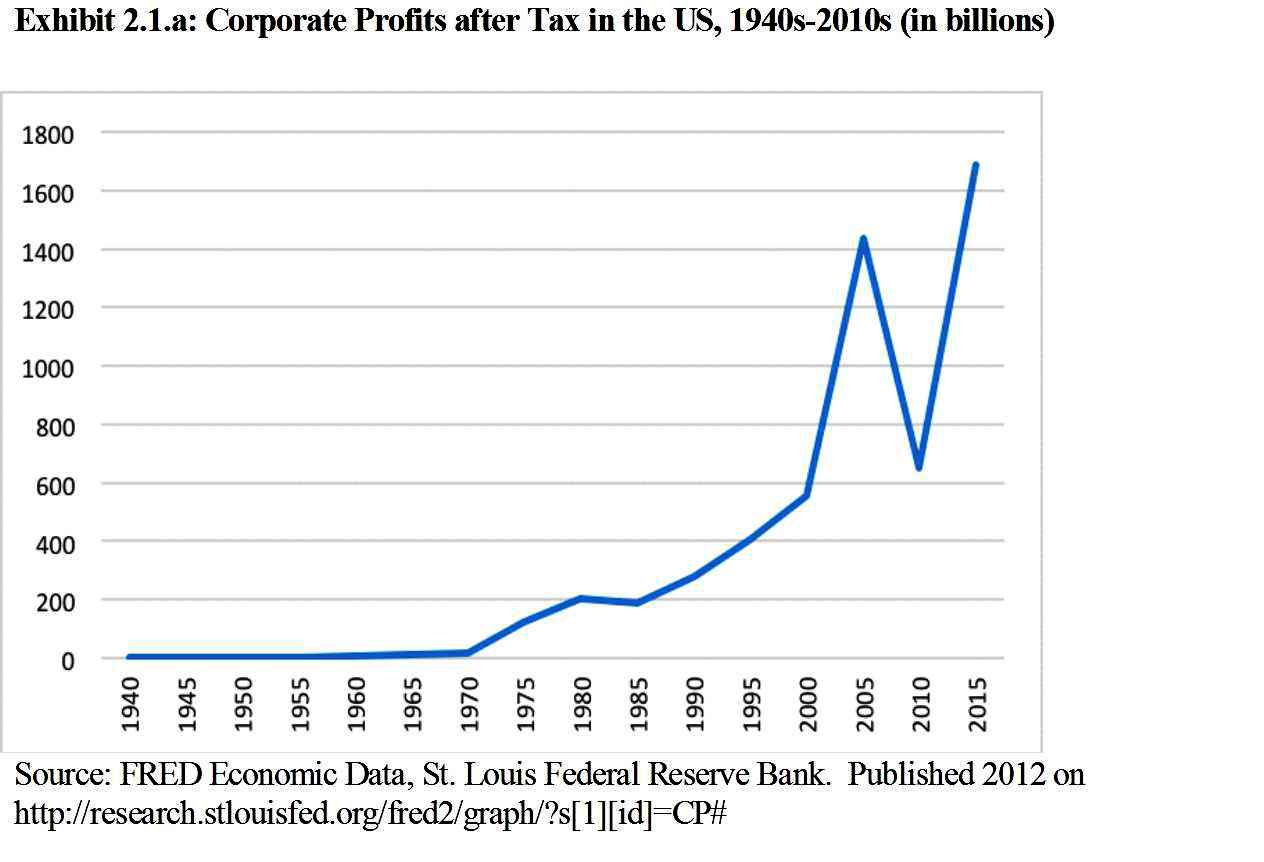 Exhibit 2.1.a: Corporate Profits after Tax in the US, 1940s-2010s (in billions)
1800
1600
1400
1200
1000
800
600
400
200
0
1940 1945 1950 1955 1960 1965 1970 1975 1980 1985 1990 1995 2000 2005 2010 2015
Source: FRED Economic Data, St. Louis Federal Reserve Bank.  Published 2012 on
http://research.stlouisfed.org/fred2/graph/?s[1][id]=CP#